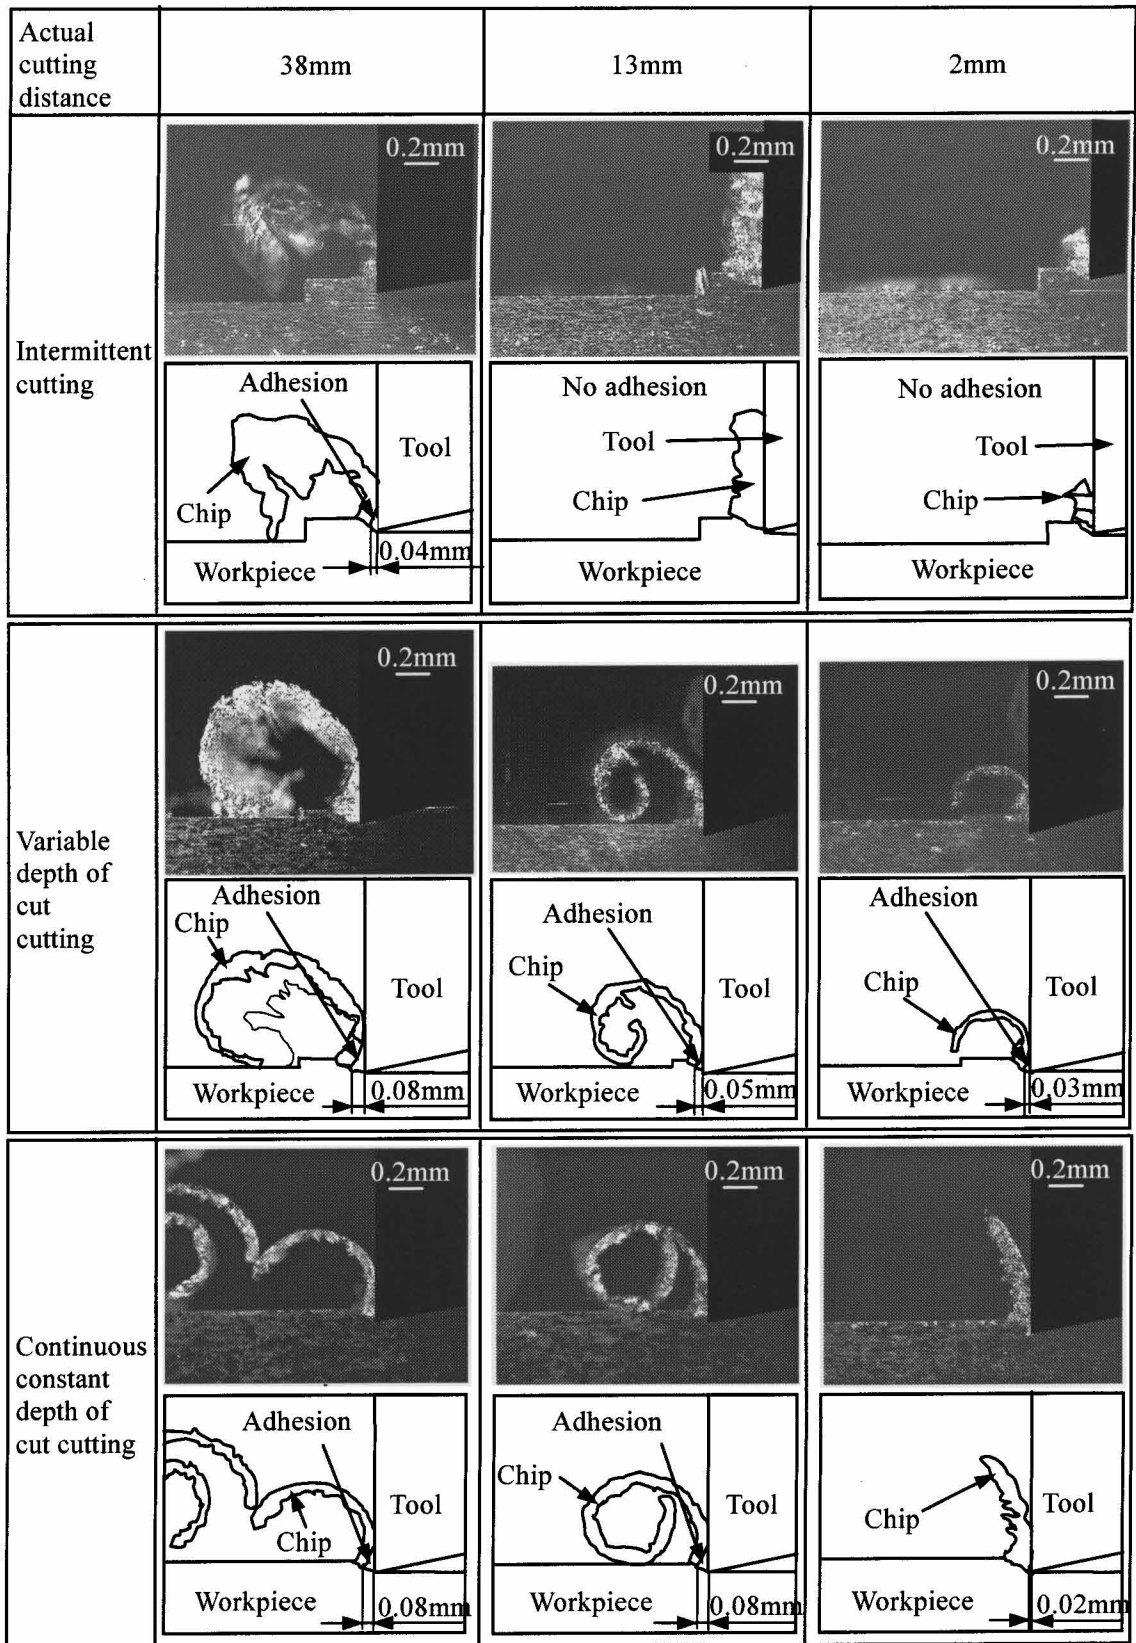 Actual
cutting
distance
38mm
13mm
2mm
Intermittent
cutting
0.2mm
0.2mm
0.2mm
Adhesion
Tool
Chip
0.04mm
Workpiece
No adhesion
Tool
Chip
Workpiece
No adhesion
Tool
Chip
Workpiece
Variable
depth of
cut
cutting
0.2mm
0.2mm
0.2mm
Adhesion
Chip
Tool
Workpiece
0.08mm
Adhesion
Chip
Tool
Workpiece
0.05mm
Adhesion
Chip
Tool
Workpiece
0.03mm
Continuous
constant
depth of
cut cutting
0.2mm
0.2mm
0.2mm
Adhesion
Tool
Chip
Workpiece
0.08mm
Adhesion
Chip
Tool
Workpiece
0.08mm
Chip
Tool
Workpiece
0.02mm